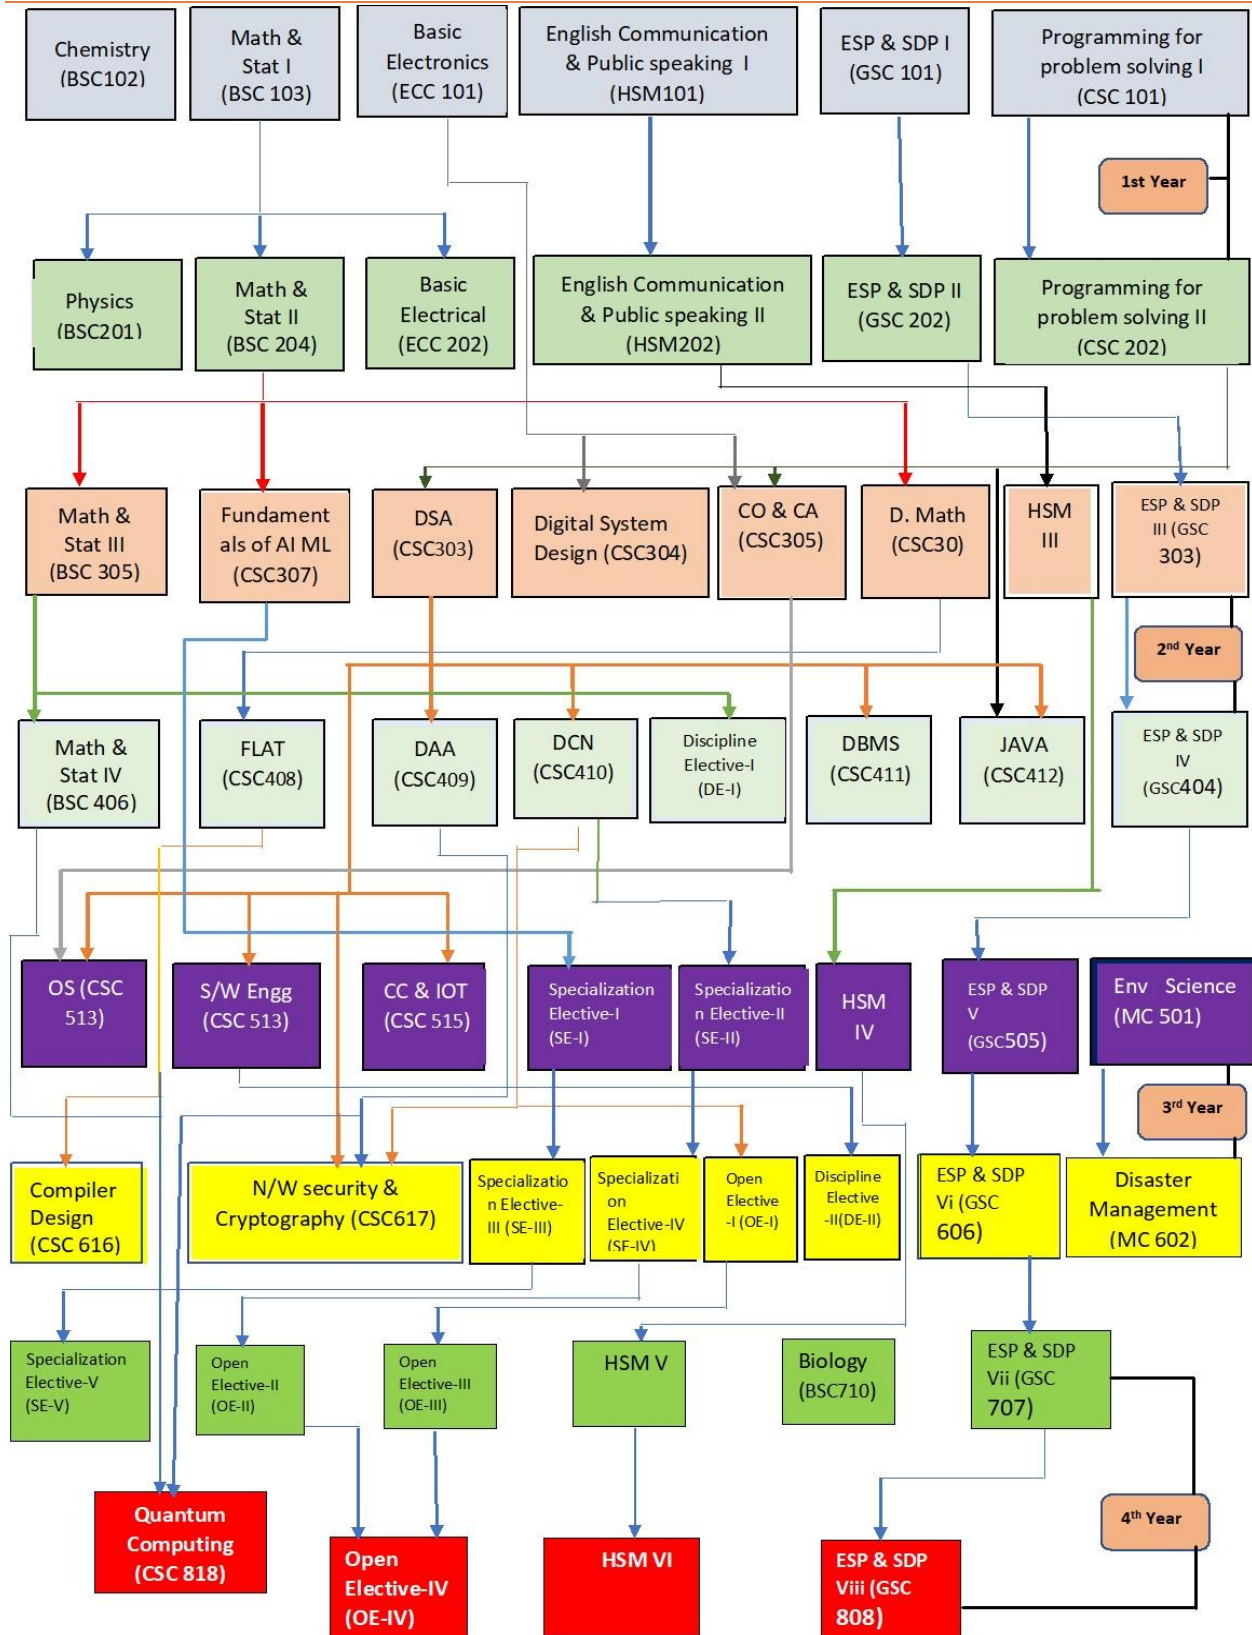 Chemistry
(BSC102)
Math &
Stat I
(BSC 103)
Basic
Electronics
(ECC 101)
English Communication
& Public speaking I
(HSM101)
ESP & SDP I
(GSC 101)
Programming for
problem solving I
(CSC 101)
1st Year
Physics
(BSC201)
Math &
Stat II
(BSC 204)
Basic
Electrical
(ECC 202)
English Communication
& Public speaking II
(HSM202)
ESP & SDP II
(GSC 202)
Programming for
problem solving II
(CSC 202)
Math &
Stat III
(BSC 305)
Fundament
als of AI ML
(CSC307)
DSA
(CSC303)
Digital System
Design (CSC304)
CO & CA
(CSC305)
D. Math
(CSC30)
HSM
III
ESP & SDP
III (GSC
303)
2nd Year
Math &
Stat IV
(BSC 406)
FLAT
(CSC408)
DAA
(CSC409)
DCN
(CSC410)
Discipline
Elective-I
(DE-I)
DBMS
(CSC411)
JAVA
(CSC412)
ESP & SDP
IV
(GSC404)
OS (CSC
513)
S/W Engg
(CSC 513)
CC & IOT
(CSC 515)
Specialization
Elective-I
(SE-I)
Specializatio
n Elective-II
(SE-II)
HSM
IV
ESP & SDP
V
(GSC505)
Env Science
(MC 501)
3rd Year
Compiler
Design
(CSC 616)
N/W security &
Cryptography (CSC617)
Specializatio
n Elective-
III (SE-III)
Specializati
on
Elective-IV
(SE-IV)
Open
Elective
-I (OE-I)
Discipline
Elective
-II(DE-II)
ESP & SDP
Vi (GSC
606)
Disaster
Management
(MC 602)
Specialization
Elective-V
(SE-V)
Open
Elective-II
(OE-II)
Open
Elective-III
(OE-III)
HSM V
Biology
(BSC710)
ESP & SDP
Vii (GSC
707)
4th Year
Quantum
Computing
(CSC 818)
Open
Elective-IV
(OE-IV)
HSM VI
ESP & SDP
Viii (GSC
808)